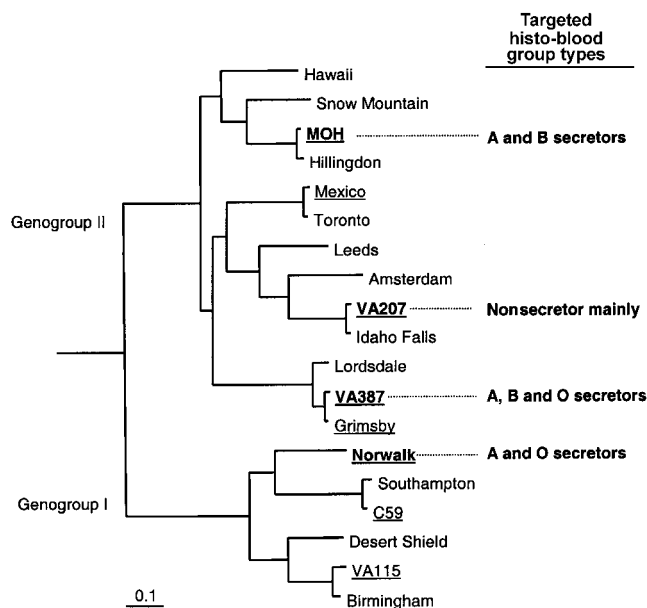 Targeted
histo-blood
group types
Hawaii
Snow Mountain
MOH A and B secretors
Hillingdon
Mexico
Genogroup II
Toronto
Leeds
Amsterdam
VA207 Nonsecretor mainly
Idaho Falls
Lordsdale
VA387 A, B and O secretors
Grimsby
Norwalk A and O secretors
Southampton
Genogroup I
C59
Desert Shield
VA115
0.1
Birmingham